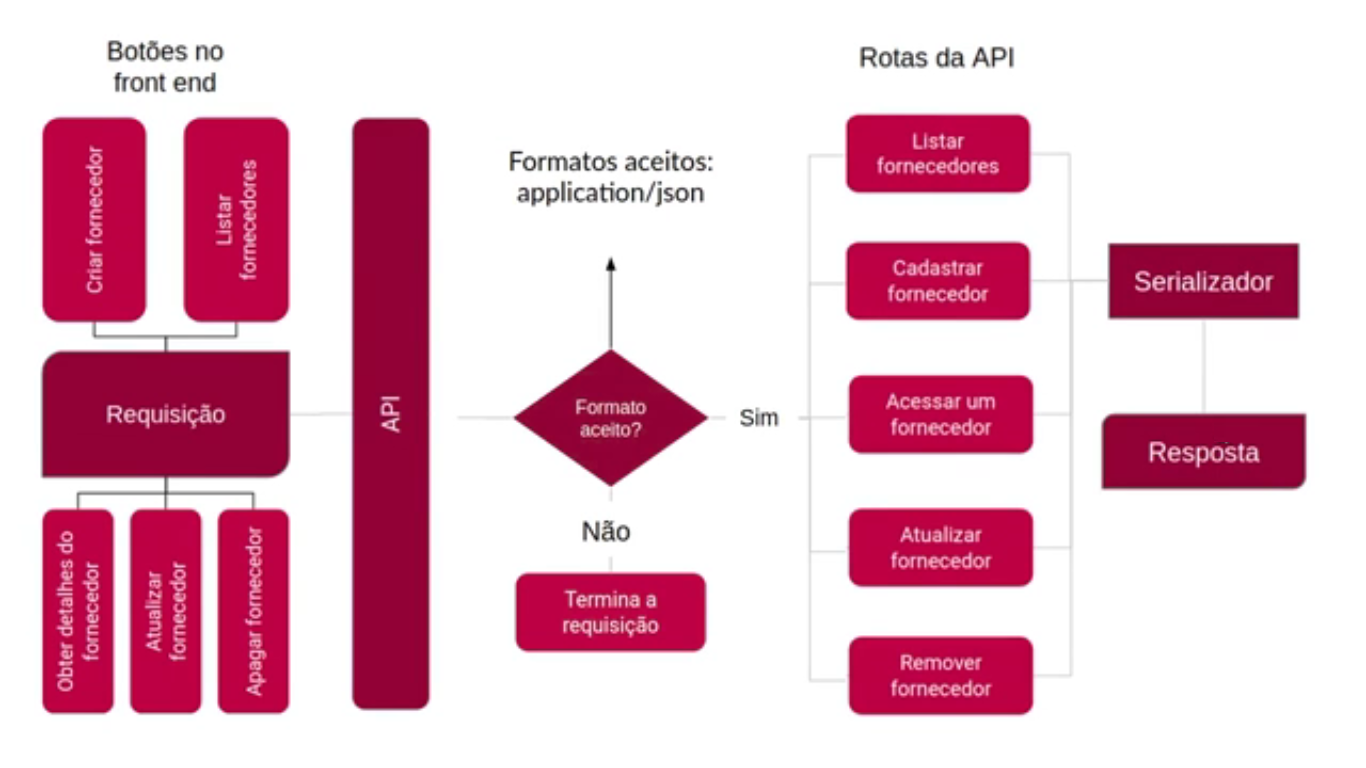 Botões no
front end
Criar fornecedor
Listar
fornecedores
Requisição
Obter detalhes do
fornecedor
Atualizar
fornecedor
Apagar fornecedor
API
Formatos aceitos:
application/json
Formato
aceito?
Sim
Não
Termina a
requisição
Rotas da API
Listar
fornecedores
Cadastrar
fornecedor
Acessar um
fornecedor
Atualizar
fornecedor
Remover
fornecedor
Serializador
Resposta